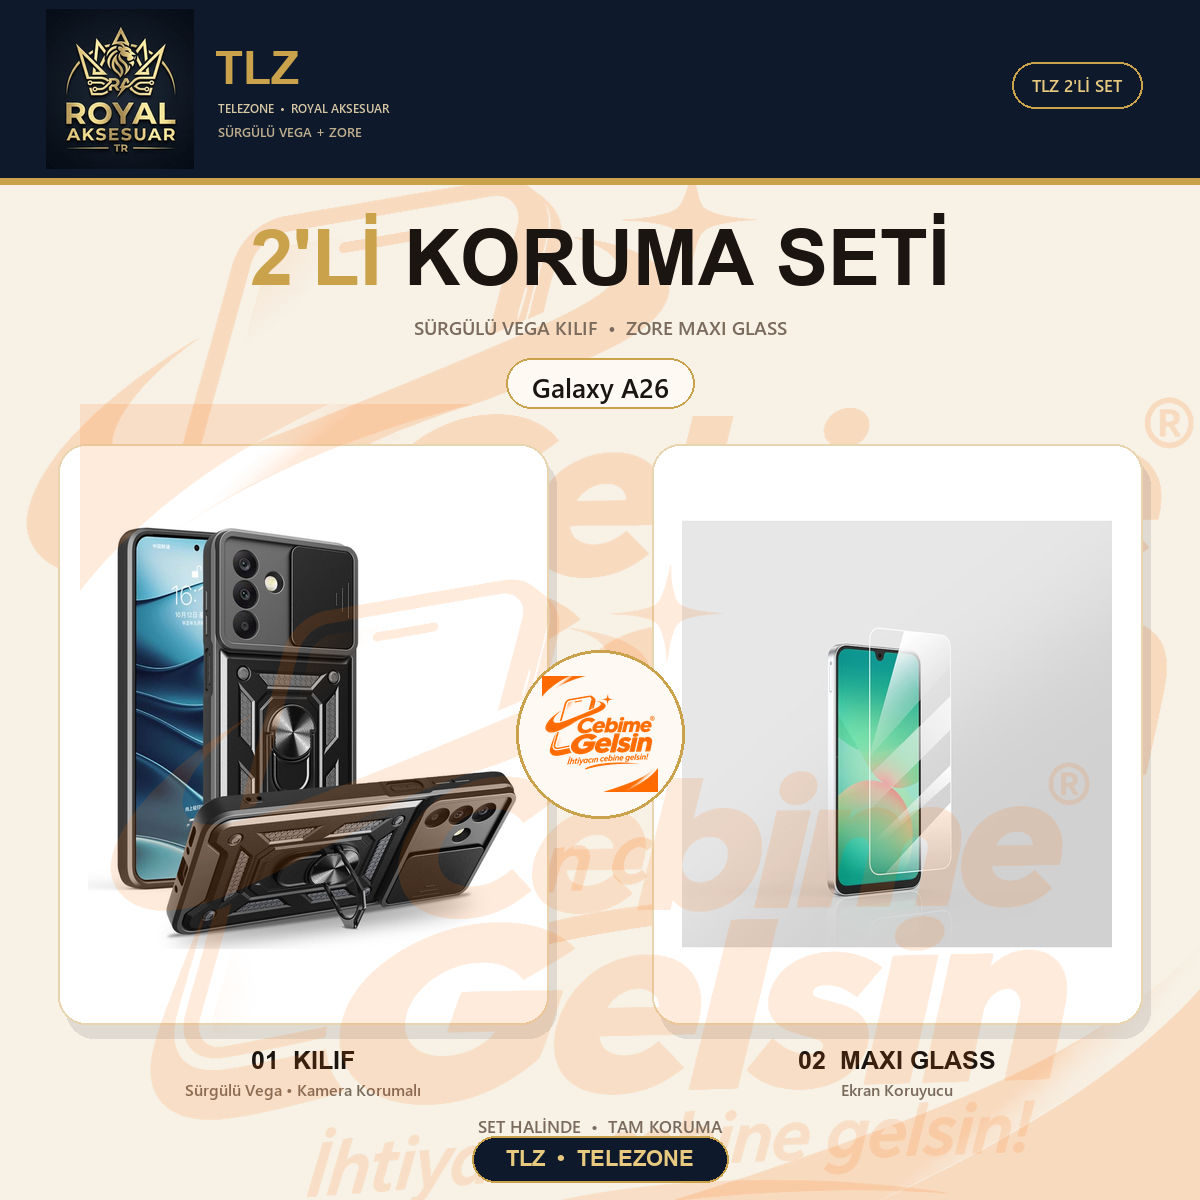 ROYAL
AKSESUAR
TR
TLZ
TELEZONE • ROYAL AKSESUAR
SÜRGÜLÜ VEGA + ZORE
TLZ 2'Lİ SET
2'Lİ KORUMA SETİ
SÜRGÜLÜ VEGA KILIF • ZORE MAXI GLASS
Galaxy A26
Cebime®
Gelsin
İhtiyacın cebine gelsin!
01 KILIF
Sürgülü Vega • Kamera Korumalı
02 MAXI GLASS
Ekran Koruyucu
SET HALİNDE • TAM KORUMA
TLZ • TELEZONE
Cebime®
Gelsin